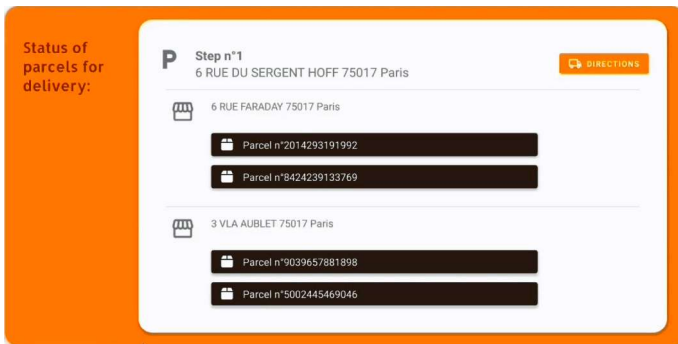 Status of
parcels for
delivery:
P
Step n°1
6 RUE DU SERGENT HOFF 75017 Paris
DIRECTIONS
6 RUE FARADAY 75017 Paris
Parcel n°2014293191992
Parcel n°8424239133769
3 VLA AUBLET 75017 Paris
Parcel n°9039657881898
Parcel n°5002445469046